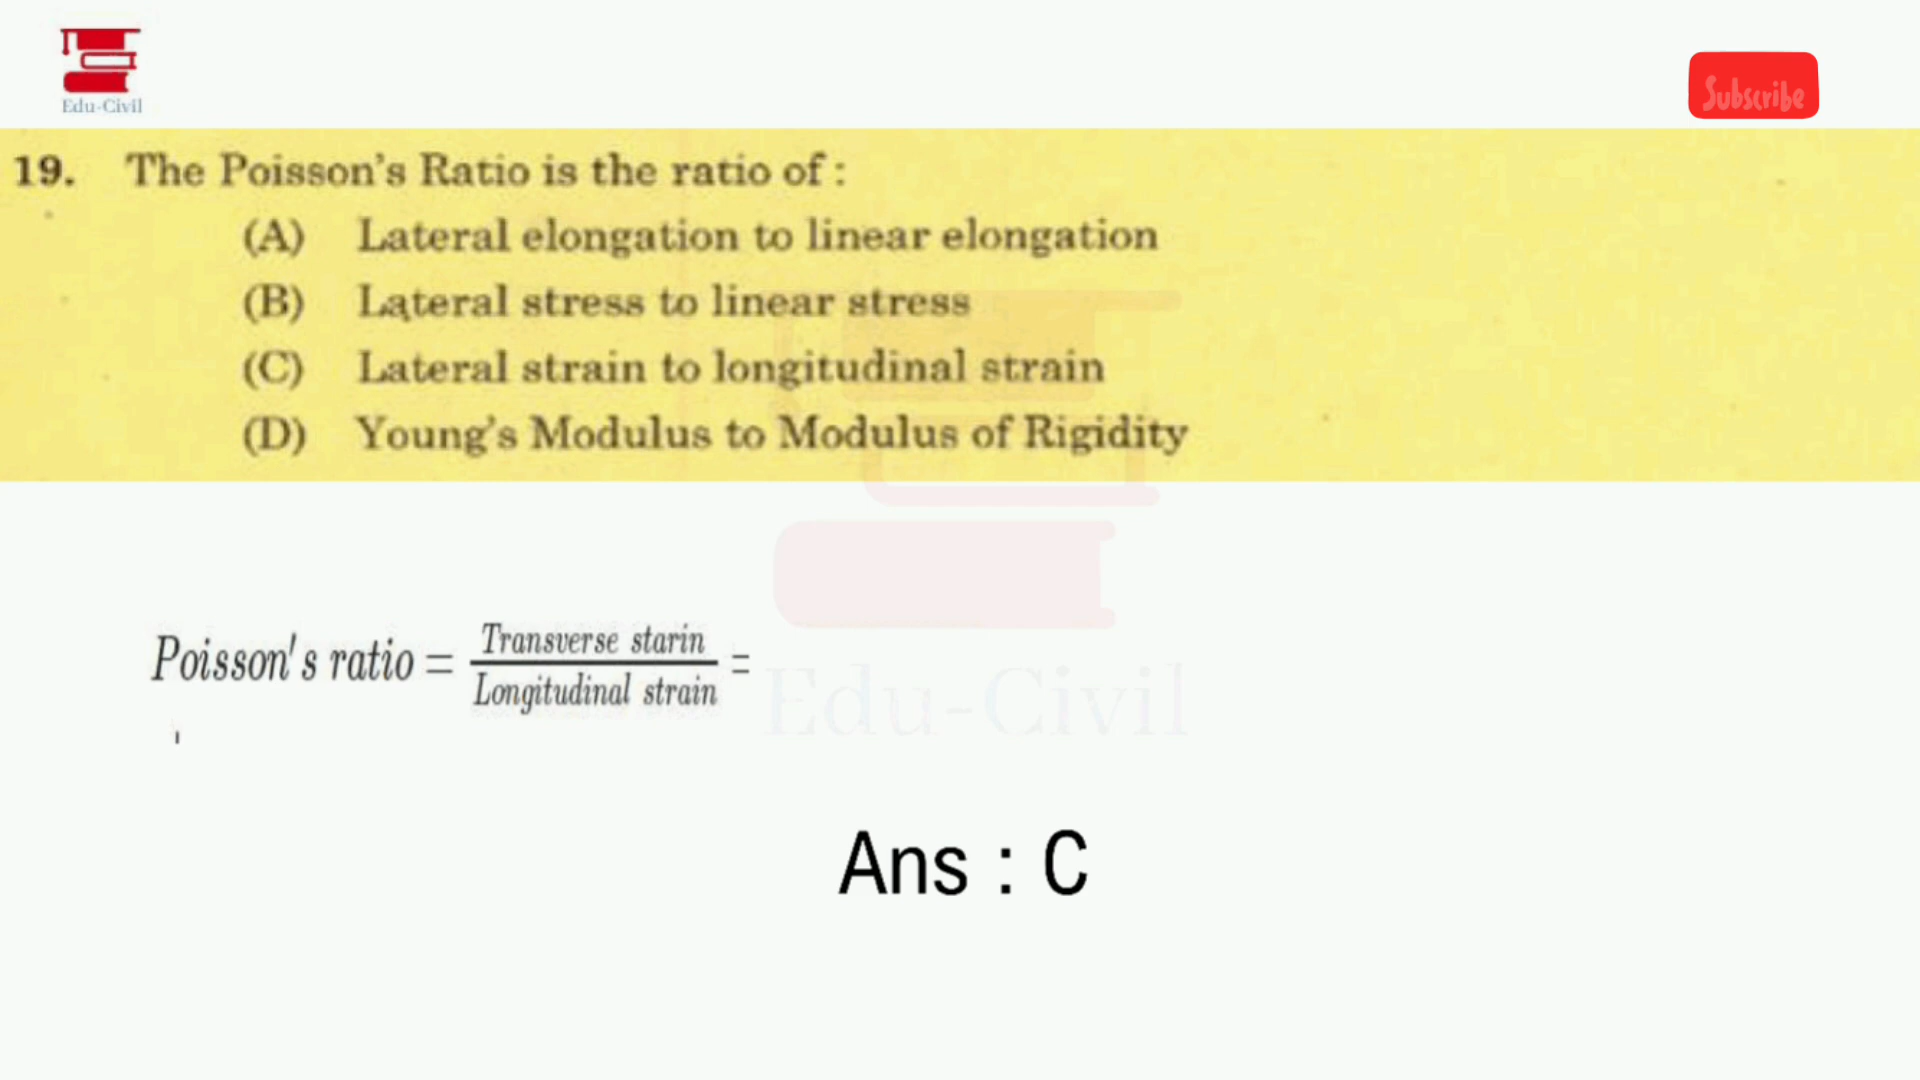 Edu-Civil
Subscribe
19. The Poisson's Ratio is the ratio of :
(A) Lateral elongation to linear elongation
(B) Lateral stress to linear stress
(C) Lateral strain to longitudinal strain
(D) Young's Modulus to Modulus of Rigidity
Poisson's ratio = Transverse starin / Longitudinal strain =
Edu-Civil
Ans : C